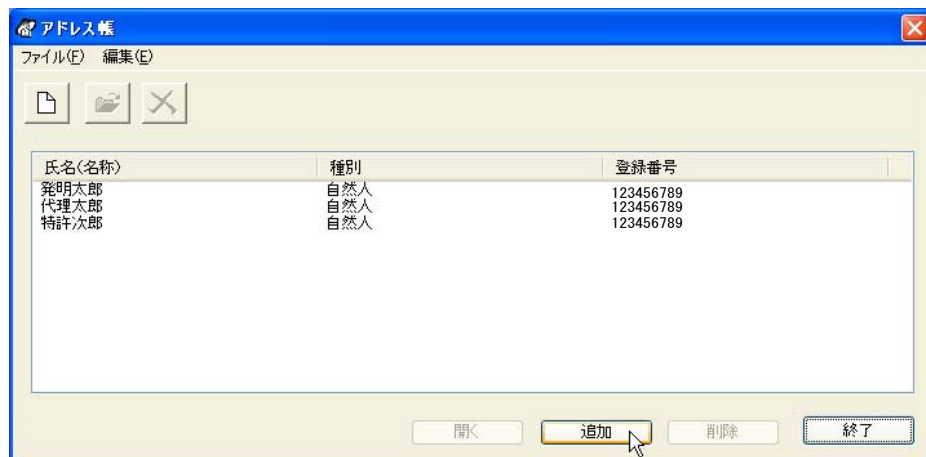 アドレス帳
ファイル(F) 編集(E)
氏名(名称) 種別 登録番号
発明太郎 自然人 123456789
代理太郎 自然人 123456789
特許次郎 自然人 123456789
開く 追加 削除 終了